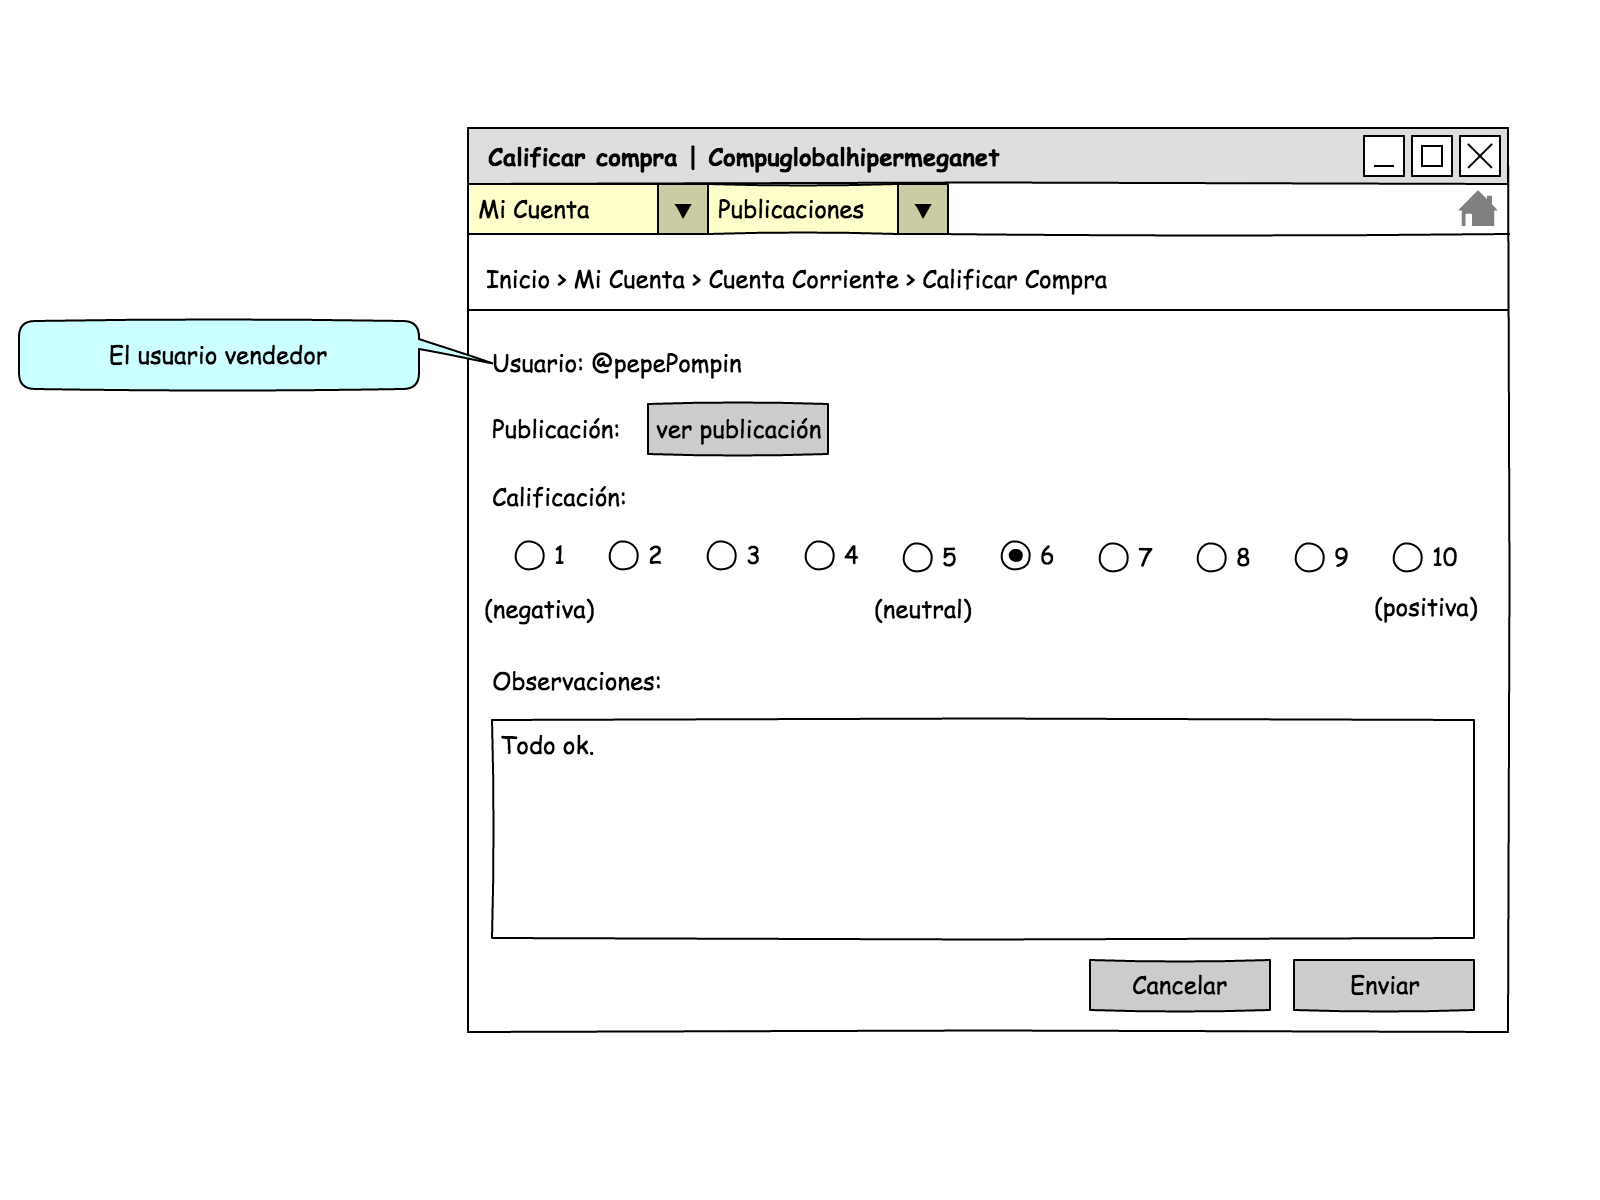 Calificar compra | Compuglobalhipermeganet
Mi Cuenta Publicaciones
Inicio > Mi Cuenta > Cuenta Corriente > Calificar Compra
El usuario vendedor
Usuario: @pepePompin
Publicación: ver publicación
Calificación:
1 2 3 4 5 6 7 8 9 10
(negativa) (neutral) (positiva)
Observaciones:
Todo ok.
Cancelar Enviar